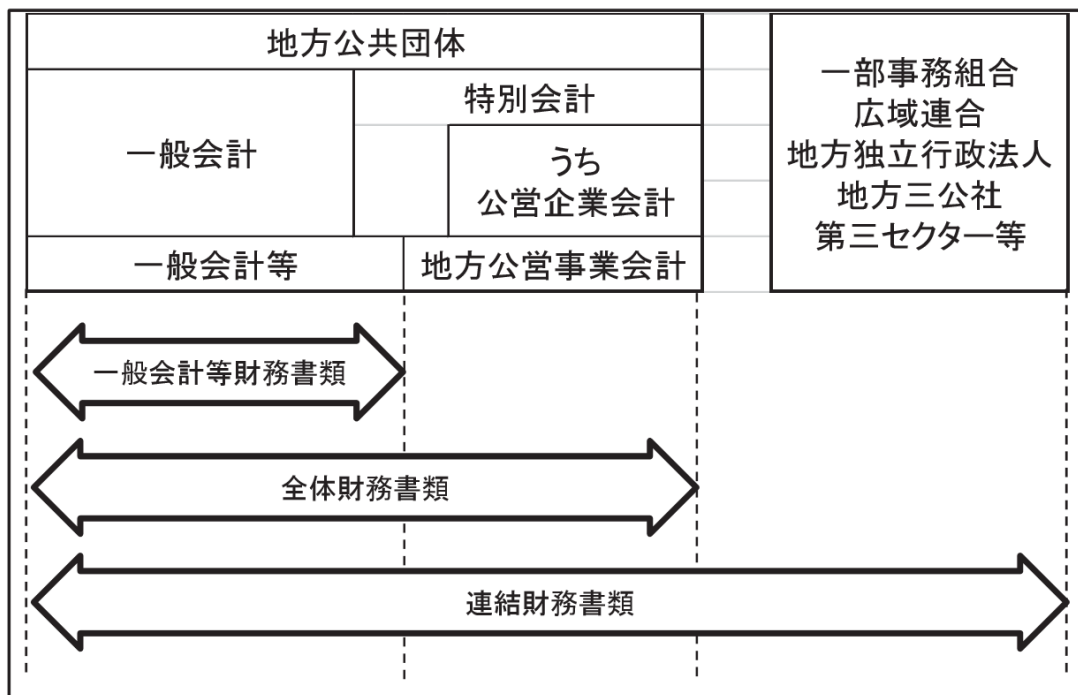 地方公共団体
一般会計
特別会計
うち
公営企業会計
一般会計等
地方公営事業会計
一部事務組合
広域連合
地方独立行政法人
地方三公社
第三セクター等
一般会計等財務書類
全体財務書類
連結財務書類